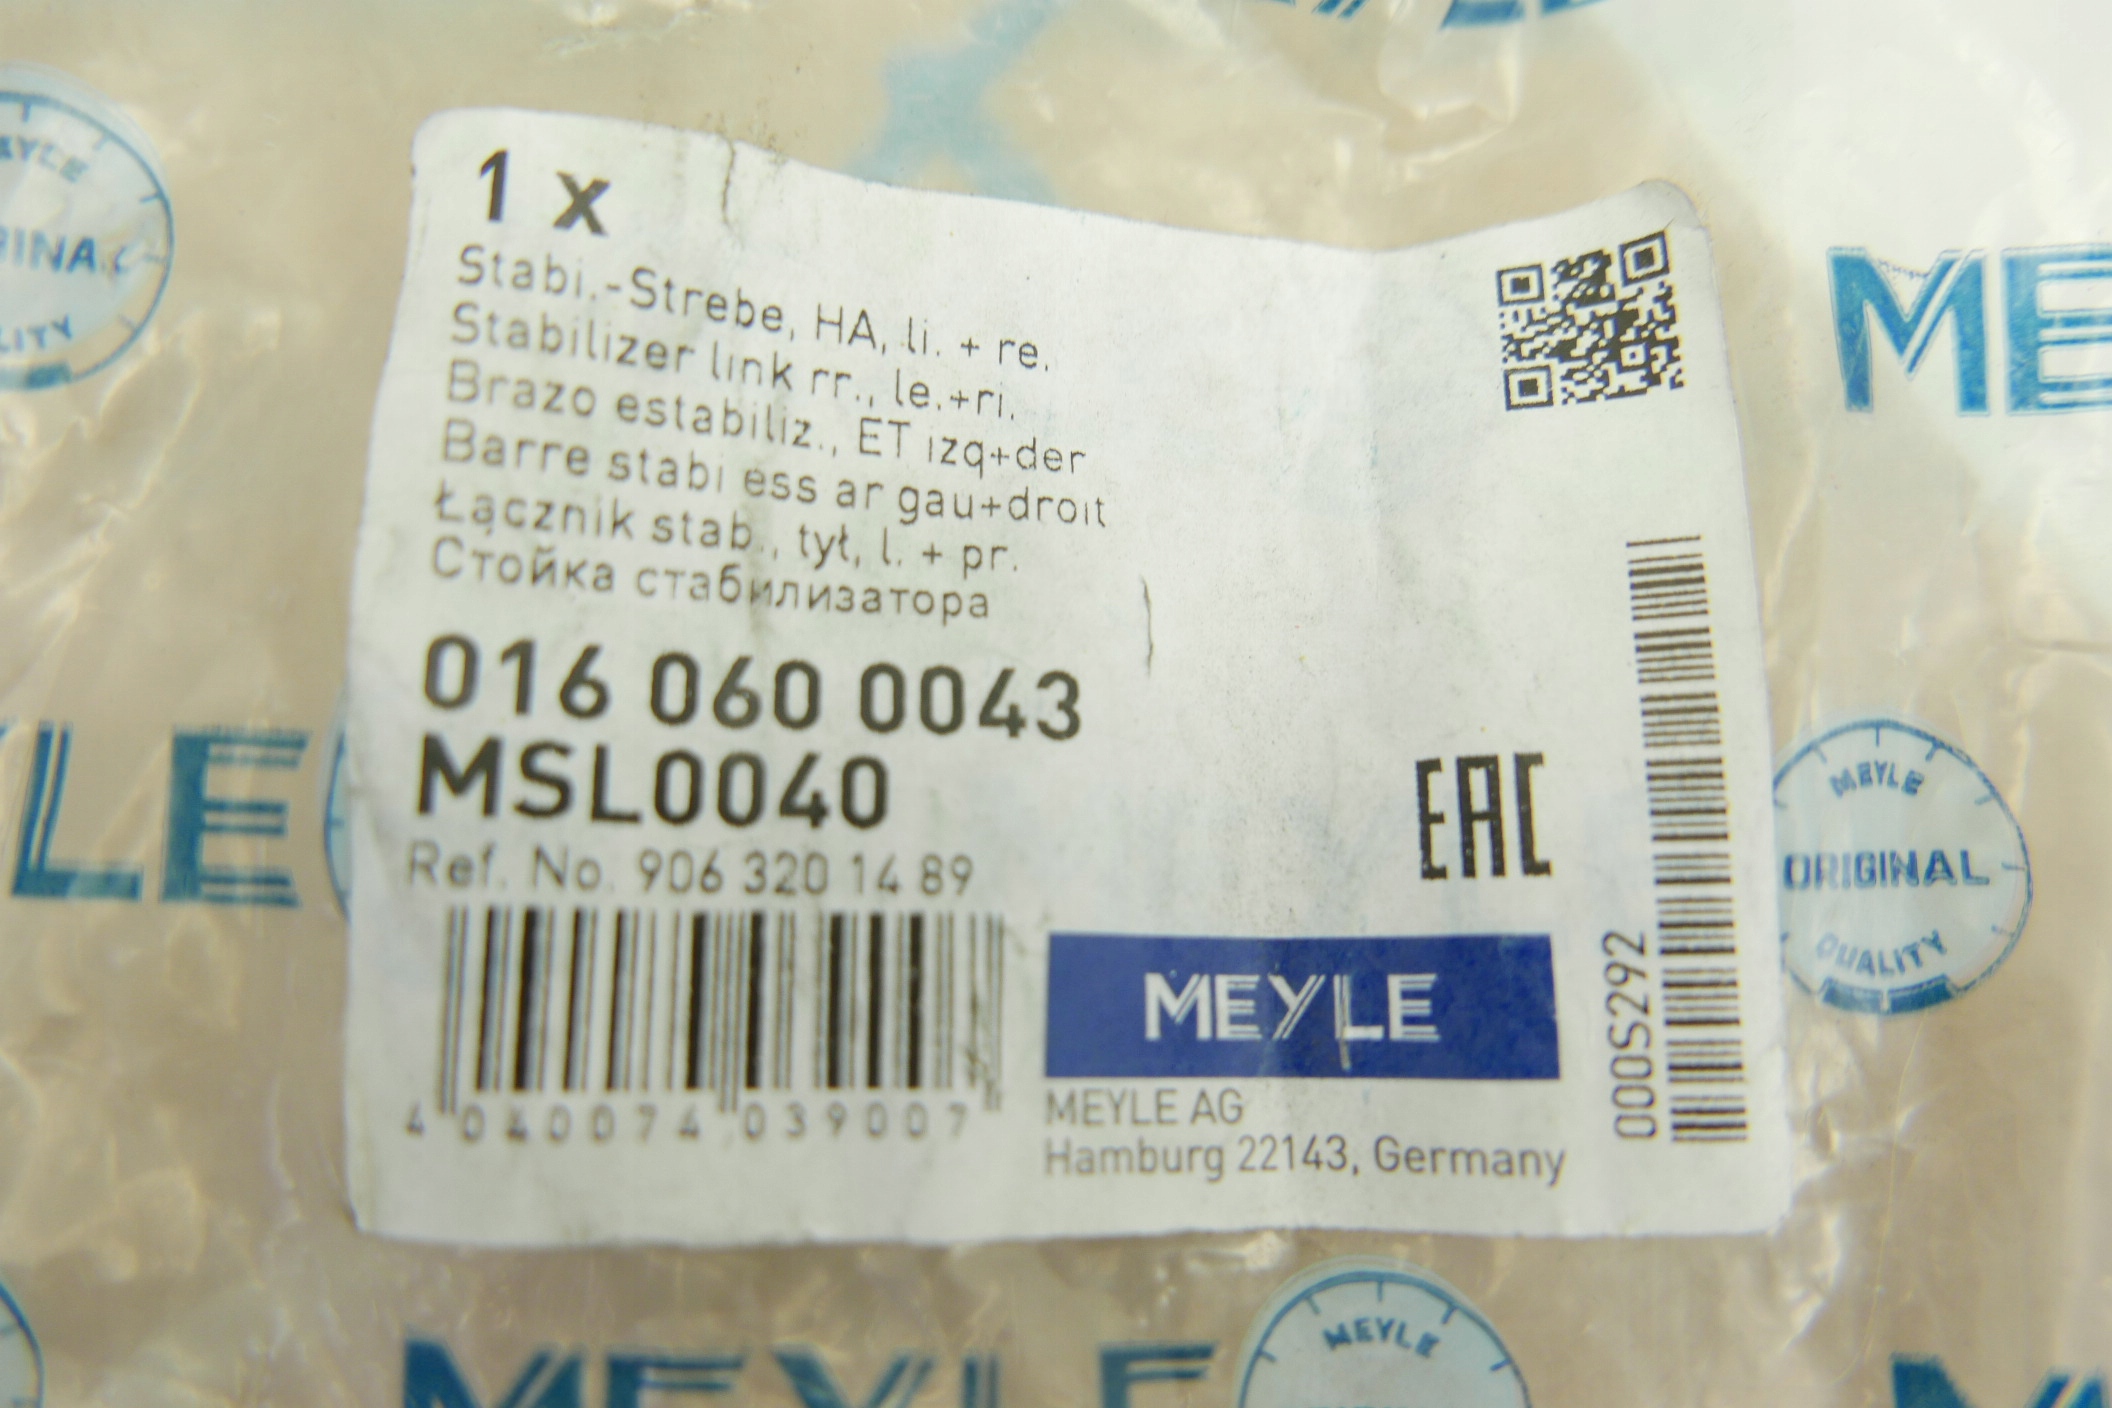 1 x
Stabi.-Strebe, HA, li. + re.
Stabilizer link rr., le.+ri.
Brazo estabiliz., ET izq+der
Barre stabi ess ar gau+droit
Łącznik stab., tył, l. + pr.
Стойка стабилизатора
016 060 0043
MSL0040
Ref. No. 906 320 14 89
4 040074 039007
EAC
MEYLE
MEYLE AG
Hamburg 22143, Germany
000S292
MEYLE
ORIGINAL
QUALITY
MEYLE
MEYLE